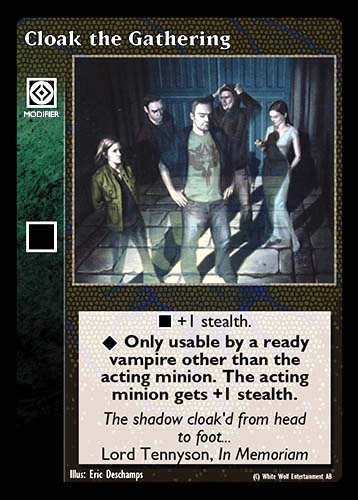 Cloak the Gathering
MODIFIER
+1 stealth.
Only usable by a ready
vampire other than the
acting minion. The acting
minion gets +1 stealth.
The shadow cloak'd from head
to foot...
Lord Tennyson, In Memoriam
Illus: Eric Deschamps
(C) White Wolf Entertainment AB